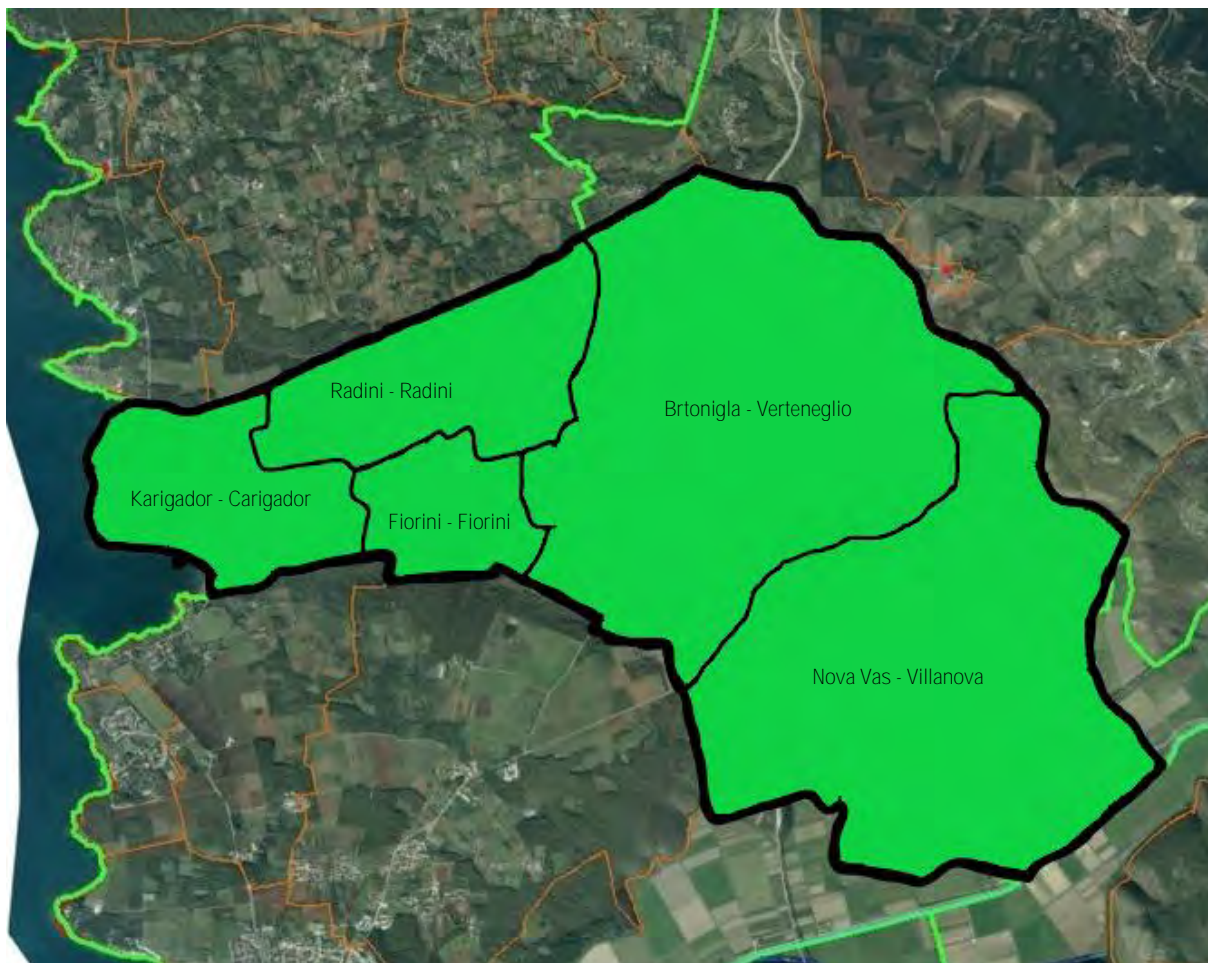 Radini - Radini
Brtonigla - Verteneglio
Karigador - Carigador
Fiorini - Fiorini
Nova Vas - Villanova